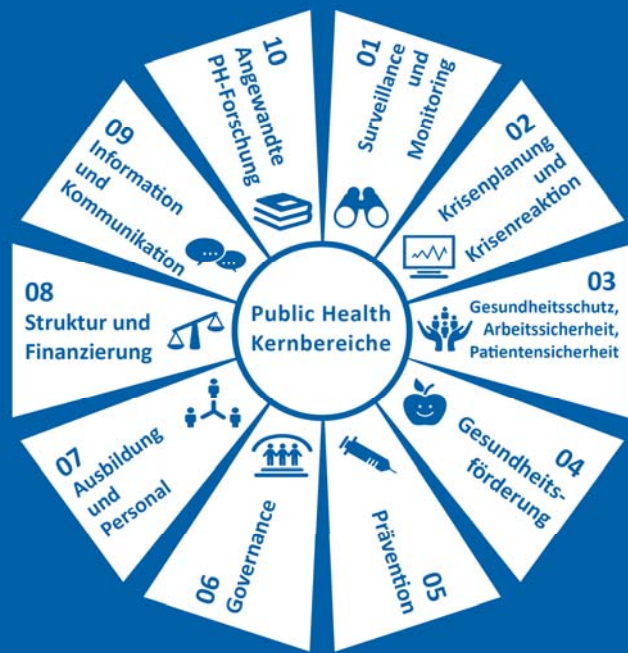 Public Health
Kernbereiche
01
Surveillance
und
Monitoring
02
Krisenplanung
und
Krisenreaktion
03
Gesundheitsschutz,
Arbeitssicherheit,
Patientensicherheit
04
Gesundheits-
förderung
05
Prävention
06
Governance
07
Ausbildung
und
Personal
08
Struktur und
Finanzierung
09
Information
und
Kommunikation
10
Angewandte
PH-Forschung